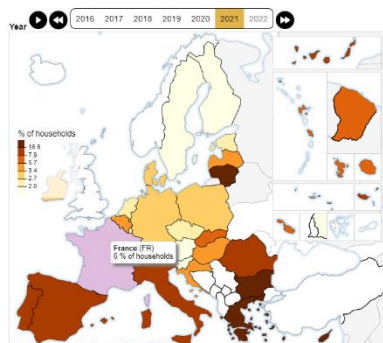 Year 2016 2017 2018 2019 2020 2021 2022
% of households
16.6
7.9
5.7
3.4
2.7
2.0
France (FR)
6 % of households